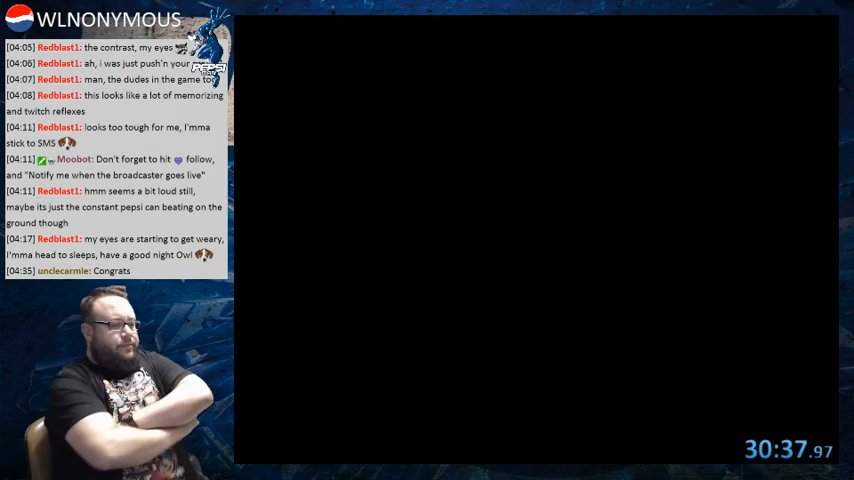 WLNONYMOUS
[04:05] Redblast1: the contrast, my eyes
[04:06] Redblast1: ah, i was just push'n your
PEPSI
[04:07] Redblast1: man, the dudes in the game too
[04:08] Redblast1: this looks like a lot of memorizing
and twitch reflexes
[04:11] Redblast1: looks too tough for me, I'mma
stick to SMS
[04:11] Moobot: Don't forget to hit follow,
and "Notify me when the broadcaster goes live"
[04:11] Redblast1: hmm seems a bit loud still,
maybe its just the constant pepsi can beating on the
ground though
[04:17] Redblast1: my eyes are starting to get weary,
I'mma head to sleeps, have a good night Owl
[04:35] unclecarmie: Congrats
30:37.97